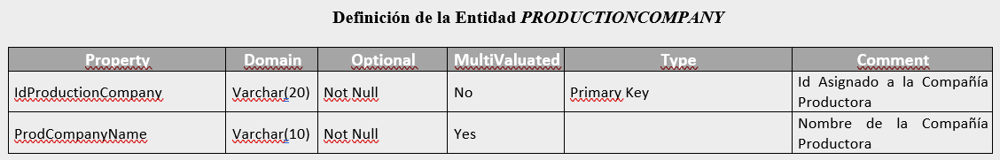 Definición de la Entidad PRODUCTIONCOMPANY
Property Domain Optional MultiValuated Type Comment
IdProductionCompany Varchar(20) Not Null No Primary Key Id Asignado a la Compañía
Productora
ProdCompanyName Varchar(10) Not Null Yes Nombre de la Compañía
Productora